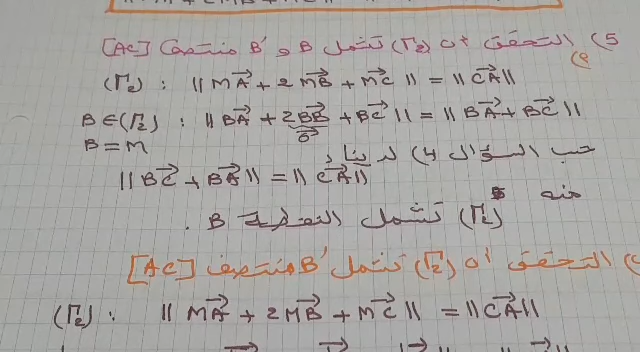 5) التحقق أن (Γ₂) تشمل B و B' منتصف [AC]
(Γ₂) : ||MA→ + 2MB→ + MC→|| = ||CA→||
B ∈ (Γ₂) : ||BA→ + 2BB→ + BC→|| = ||BA→ + BC→||
0→
B = M
حسب السؤال 4) لدينا
||BC→ + BA→|| = ||CA→||
منه (Γ₂) تشمل النقطة B .
التحقق أن (Γ₂) تشمل B' منتصف [AC]
(Γ₂) : ||MA→ + 2MB→ + MC→|| = ||CA→||